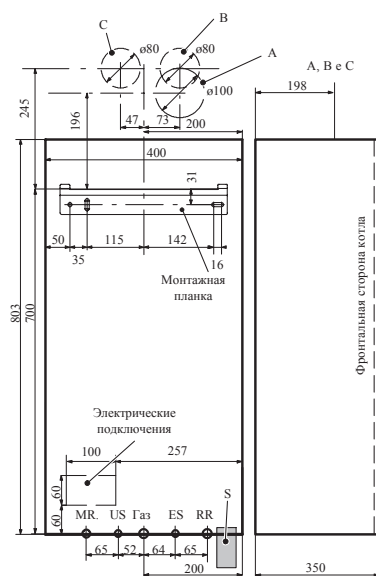 C
B
ø80
ø80
A
A, B e C
ø100
198
245
196
47
73
200
400
31
50
115
142
35
16
Монтажная
планка
803
700
Фронтальная сторона котла
Электрические
подключения
100
257
60
S
60
MR.
US
Газ
ES
RR
65
52
64
65
200
350